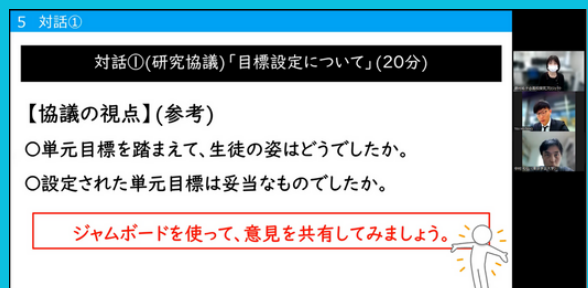 5 対話①
対話①(研究協議)「目標設定について」(20分)
【協議の視点】(参考)
〇単元目標を踏まえて、生徒の姿はどうでしたか。
〇設定された単元目標は妥当なものでしたか。
ジャムボードを使って、意見を共有してみましょう。